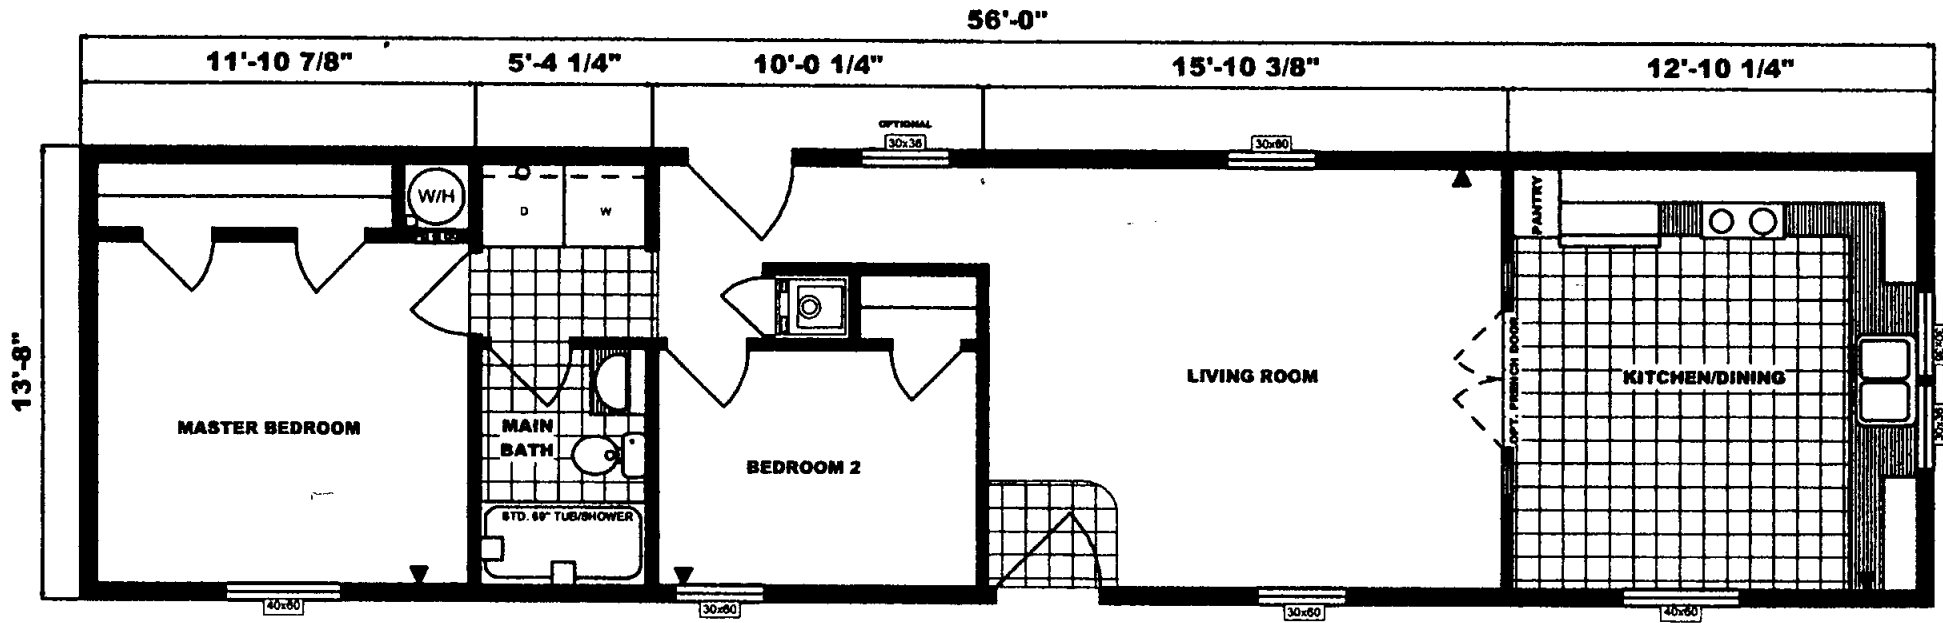 56'-0"
11'-10 7/8"
5'-4 1/4"
10'-0 1/4"
15'-10 3/8"
12'-10 1/4"
OPTIONAL
30x36
30x60
13'-8"
W/H
D
W
PANTRY
OPT. FRENCH DOOR
30x36
30x36
MASTER BEDROOM
MAIN
BATH
BEDROOM 2
LIVING ROOM
KITCHEN/DINING
STD. 60" TUB/SHOWER
40x60
30x60
30x60
40x60